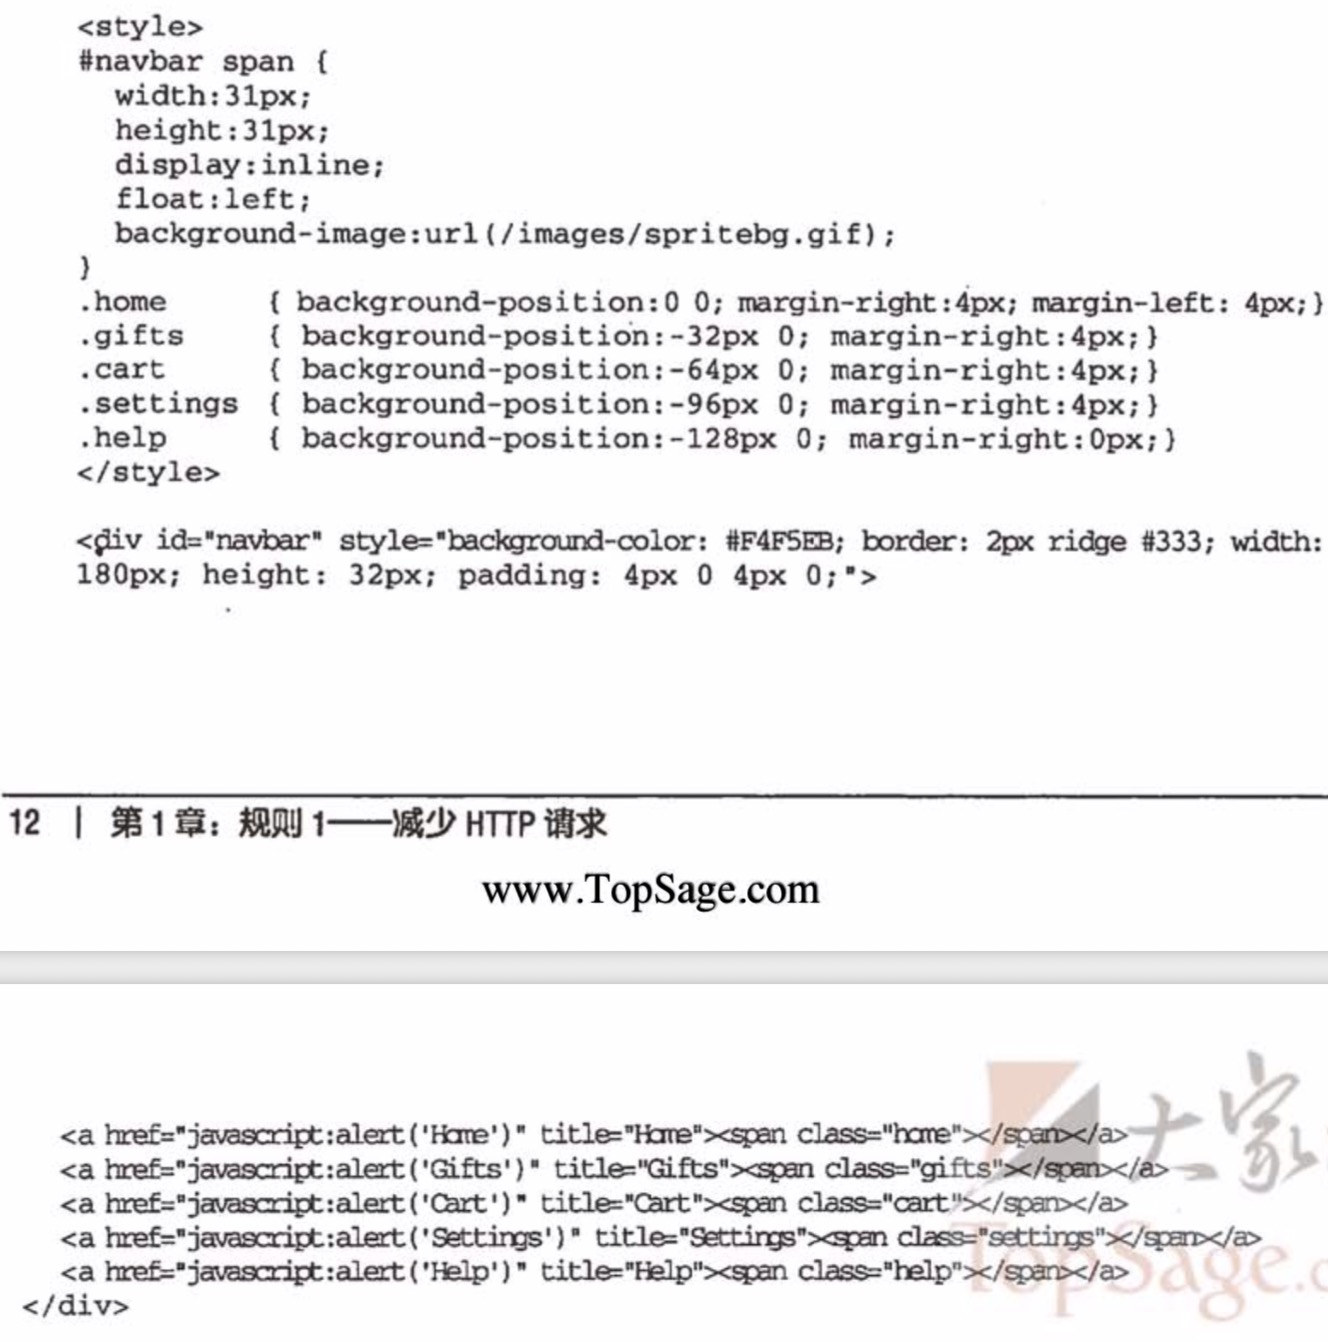 <style>
#navbar span {
  width:31px;
  height:31px;
  display:inline;
  float:left;
  background-image:url(/images/spritebg.gif);
}
.home      { background-position:0 0; margin-right:4px; margin-left: 4px;}
.gifts     { background-position:-32px 0; margin-right:4px;}
.cart      { background-position:-64px 0; margin-right:4px;}
.settings  { background-position:-96px 0; margin-right:4px;}
.help      { background-position:-128px 0; margin-right:0px;}
</style>
<div id="navbar" style="background-color: #F4F5EB; border: 2px ridge #333; width:
180px; height: 32px; padding: 4px 0 4px 0;">
12 | 第1章：规则1——减少 HTTP 请求
www.TopSage.com
<a href="javascript:alert('Home')" title="Home"><span class="home"></span></a>
<a href="javascript:alert('Gifts')" title="Gifts"><span class="gifts"></span></a>
<a href="javascript:alert('Cart')" title="Cart"><span class="cart"></span></a>
<a href="javascript:alert('Settings')" title="Settings"><span class="settings"></span></a>
<a href="javascript:alert('Help')" title="Help"><span class="help"></span></a>
</div>
大家
TopSage.c